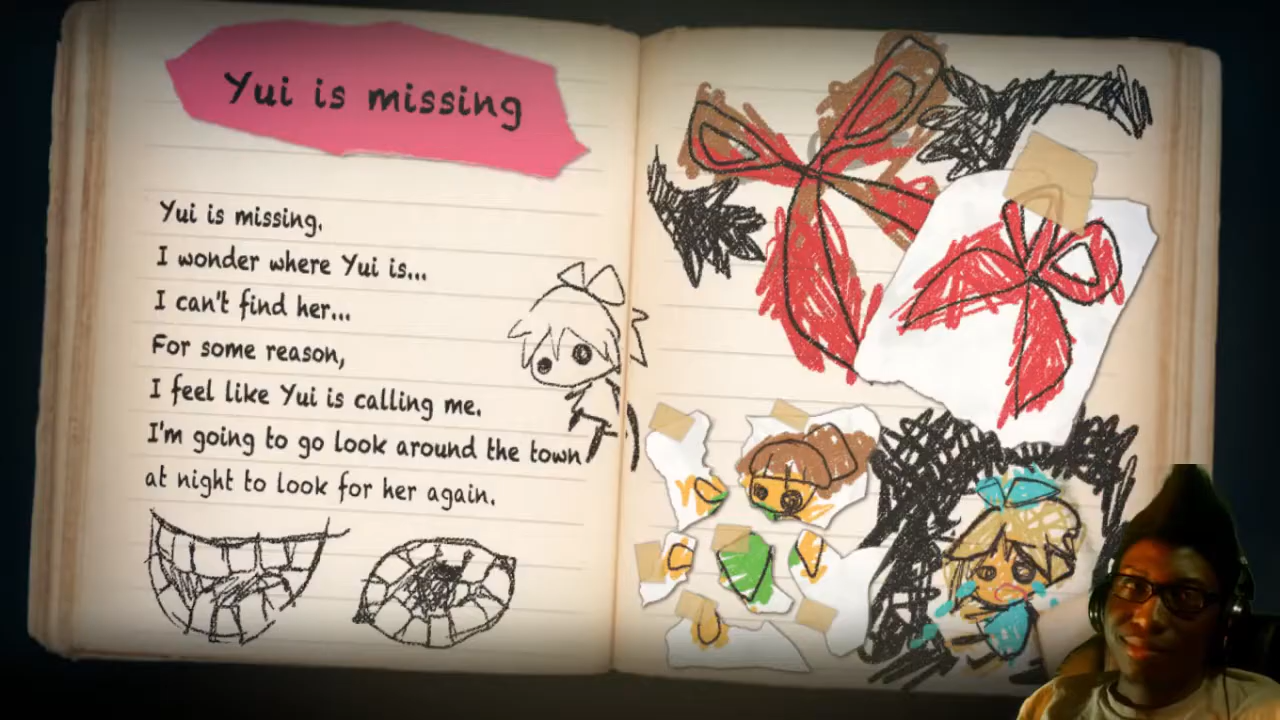 Yui is missing
Yui is missing.
I wonder where Yui is...
I can't find her...
For some reason,
I feel like Yui is calling me.
I'm going to go look around the town
at night to look for her again.